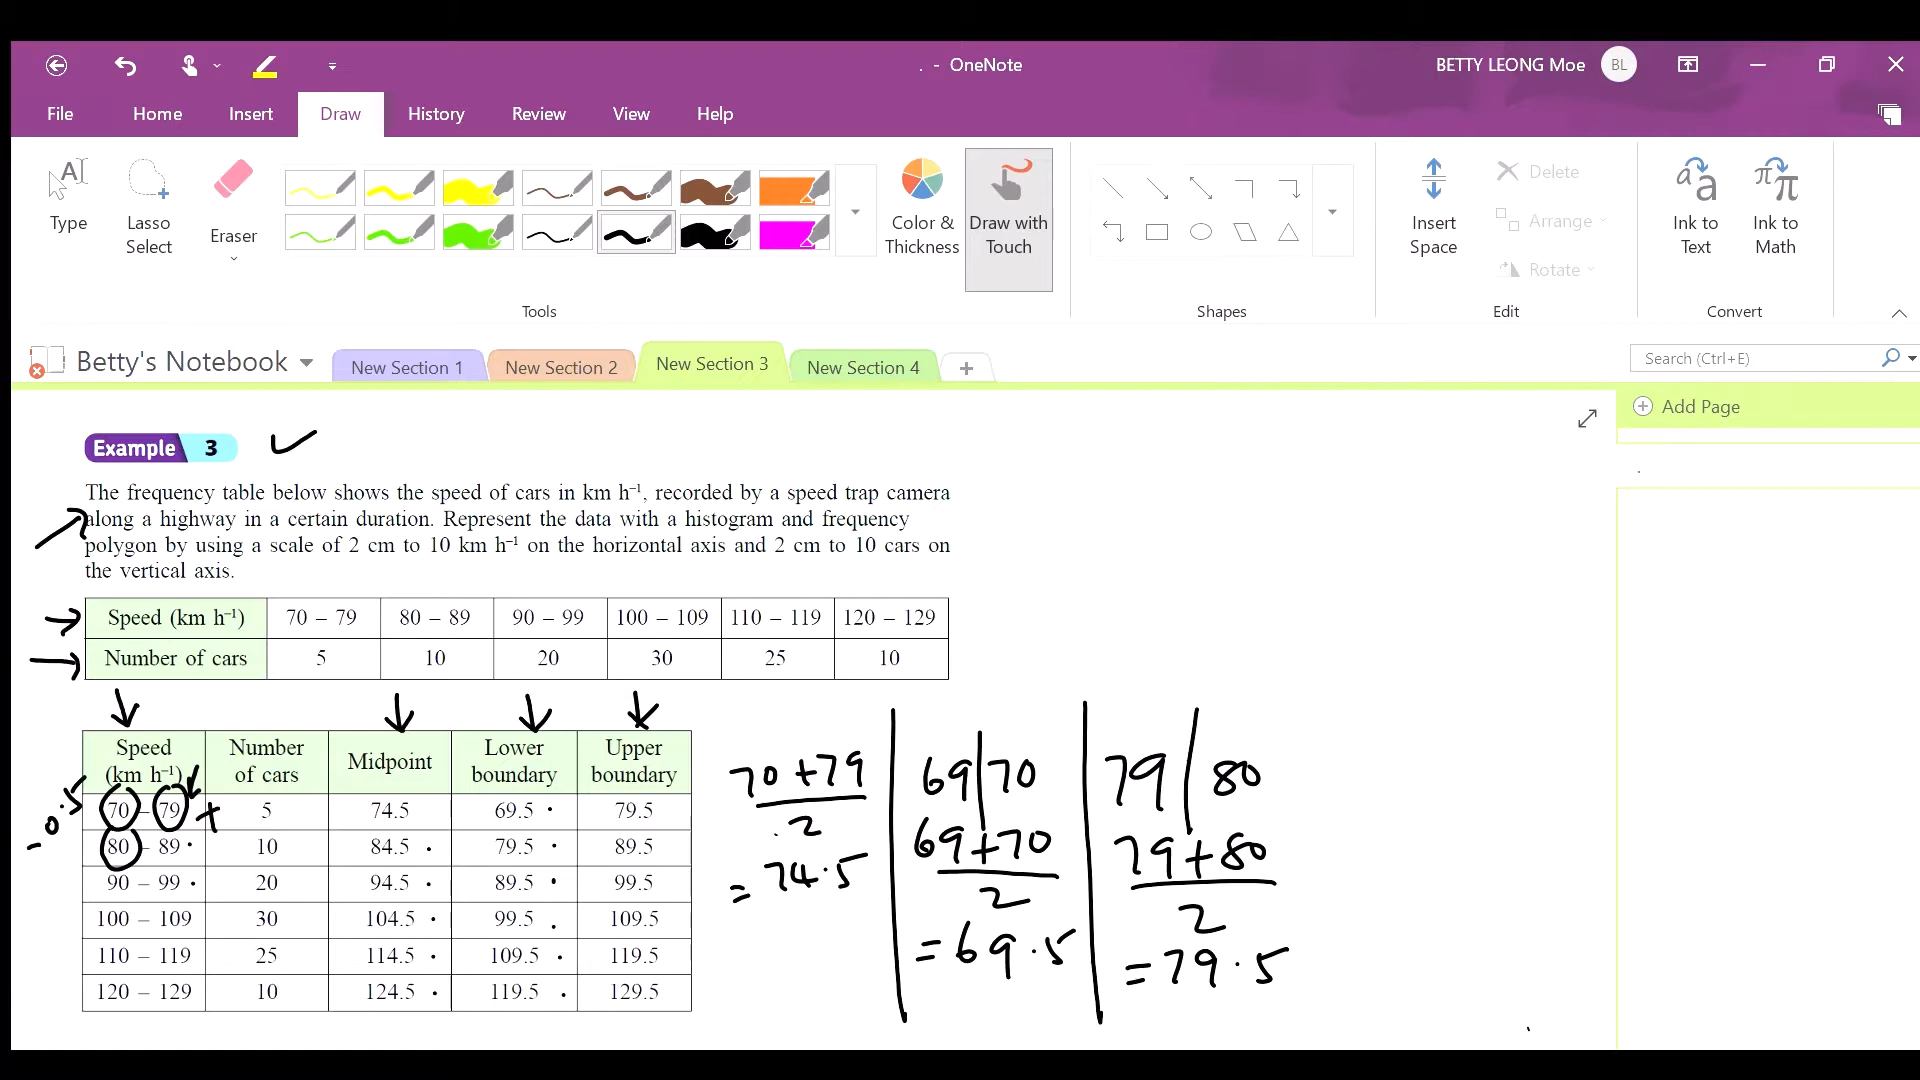 . - OneNote
BETTY LEONG Moe
BL
File
Home
Insert
Draw
History
Review
View
Help
Type
Lasso
Select
Eraser
Color &
Thickness
Draw with
Touch
Insert
Space
Delete
Arrange
Rotate
Ink to
Text
Ink to
Math
Tools
Shapes
Edit
Convert
Betty's Notebook
New Section 1
New Section 2
New Section 3
New Section 4
Search (Ctrl+E)
Add Page
Example 3
The frequency table below shows the speed of cars in km h⁻¹, recorded by a speed trap camera
along a highway in a certain duration. Represent the data with a histogram and frequency
polygon by using a scale of 2 cm to 10 km h⁻¹ on the horizontal axis and 2 cm to 10 cars on
the vertical axis.
Speed (km h⁻¹) 70 – 79 80 – 89 90 – 99 100 – 109 110 – 119 120 – 129
Number of cars 5 10 20 30 25 10
Speed
(km h⁻¹)
Number
of cars
Midpoint
Lower
boundary
Upper
boundary
70 – 79 5 74.5 69.5 79.5
80 – 89 10 84.5 79.5 89.5
90 – 99 20 94.5 89.5 99.5
100 – 109 30 104.5 99.5 109.5
110 – 119 25 114.5 109.5 119.5
120 – 129 10 124.5 119.5 129.5
-0.5
+
70+79
2
=74.5
69|70
69+70
2
=69.5
79|80
79+80
2
=79.5